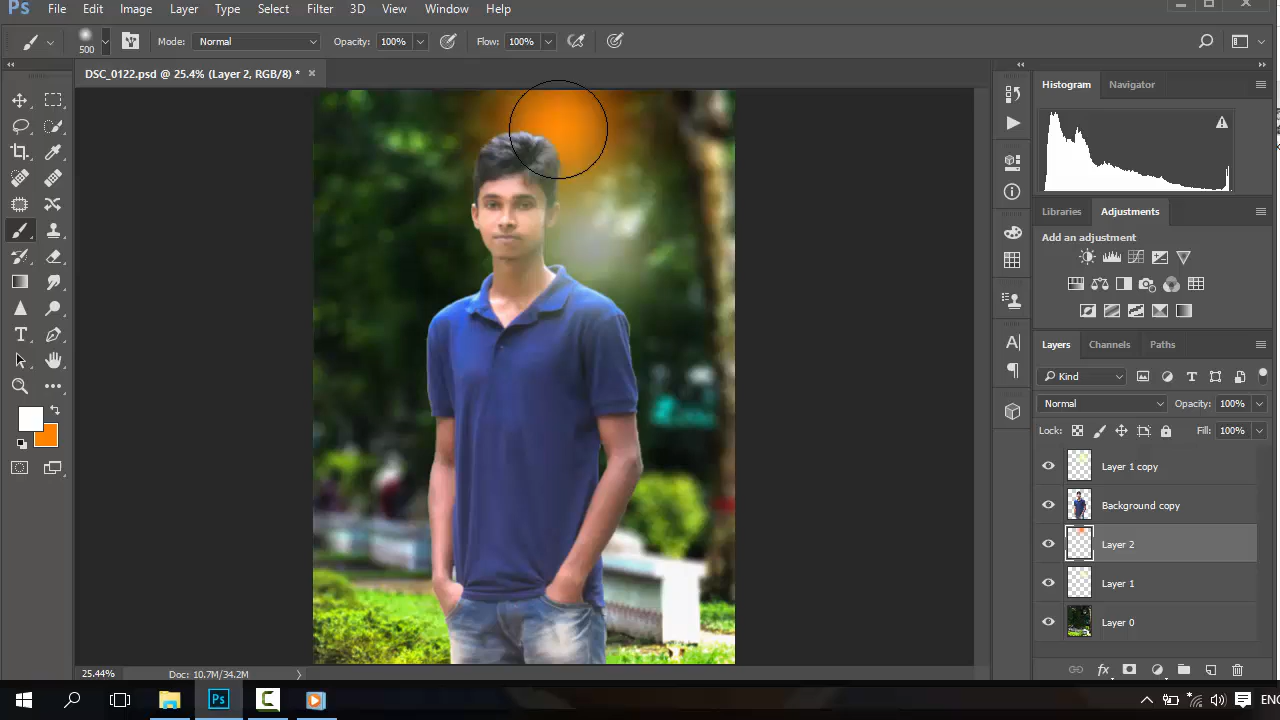 Ps File Edit Image Layer Type Select Filter 3D View Window Help
500 Mode: Normal Opacity: 100% Flow: 100%
DSC_0122.psd @ 25.4% (Layer 2, RGB/8) * ×
Histogram Navigator
Libraries Adjustments
Add an adjustment
Layers Channels Paths
Kind
Normal Opacity: 100%
Lock: Fill: 100%
Layer 1 copy
Background copy
Layer 2
Layer 1
Layer 0
25.44% Doc: 10.7M/34.2M
Ps ENG